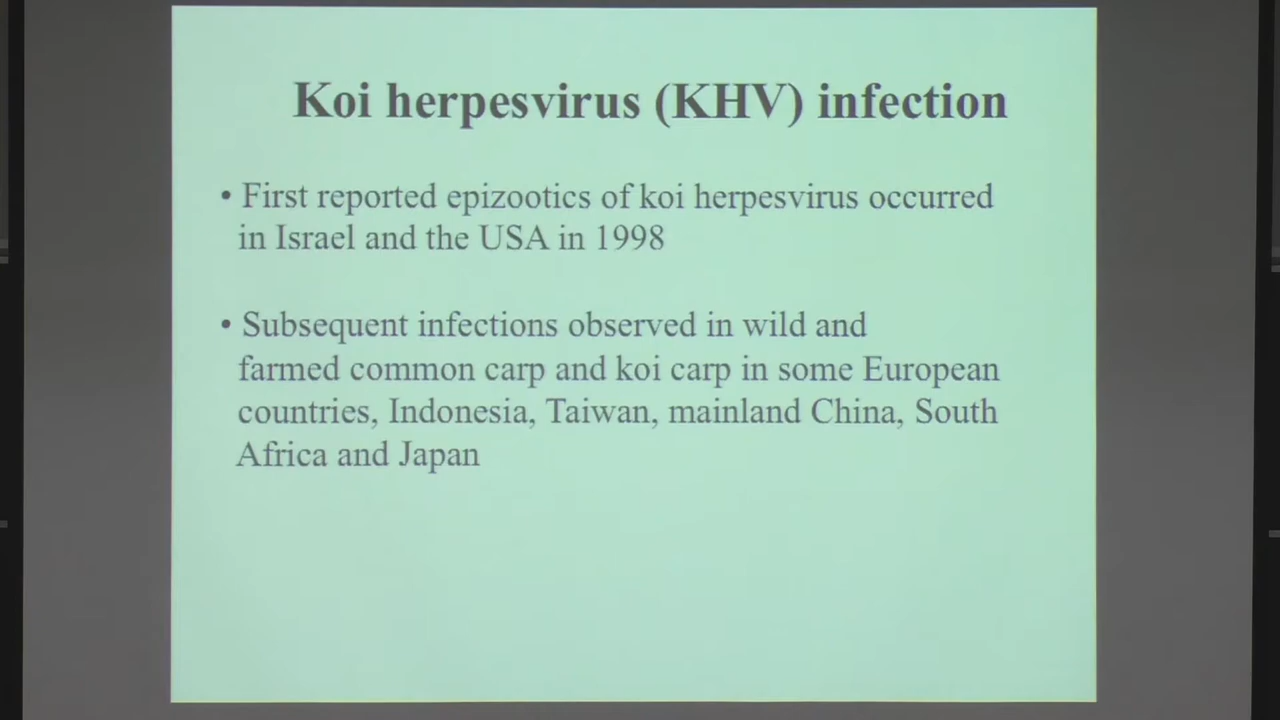 Koi herpesvirus (KHV) infection
• First reported epizootics of koi herpesvirus occurred
in Israel and the USA in 1998
• Subsequent infections observed in wild and
farmed common carp and koi carp in some European
countries, Indonesia, Taiwan, mainland China, South
Africa and Japan